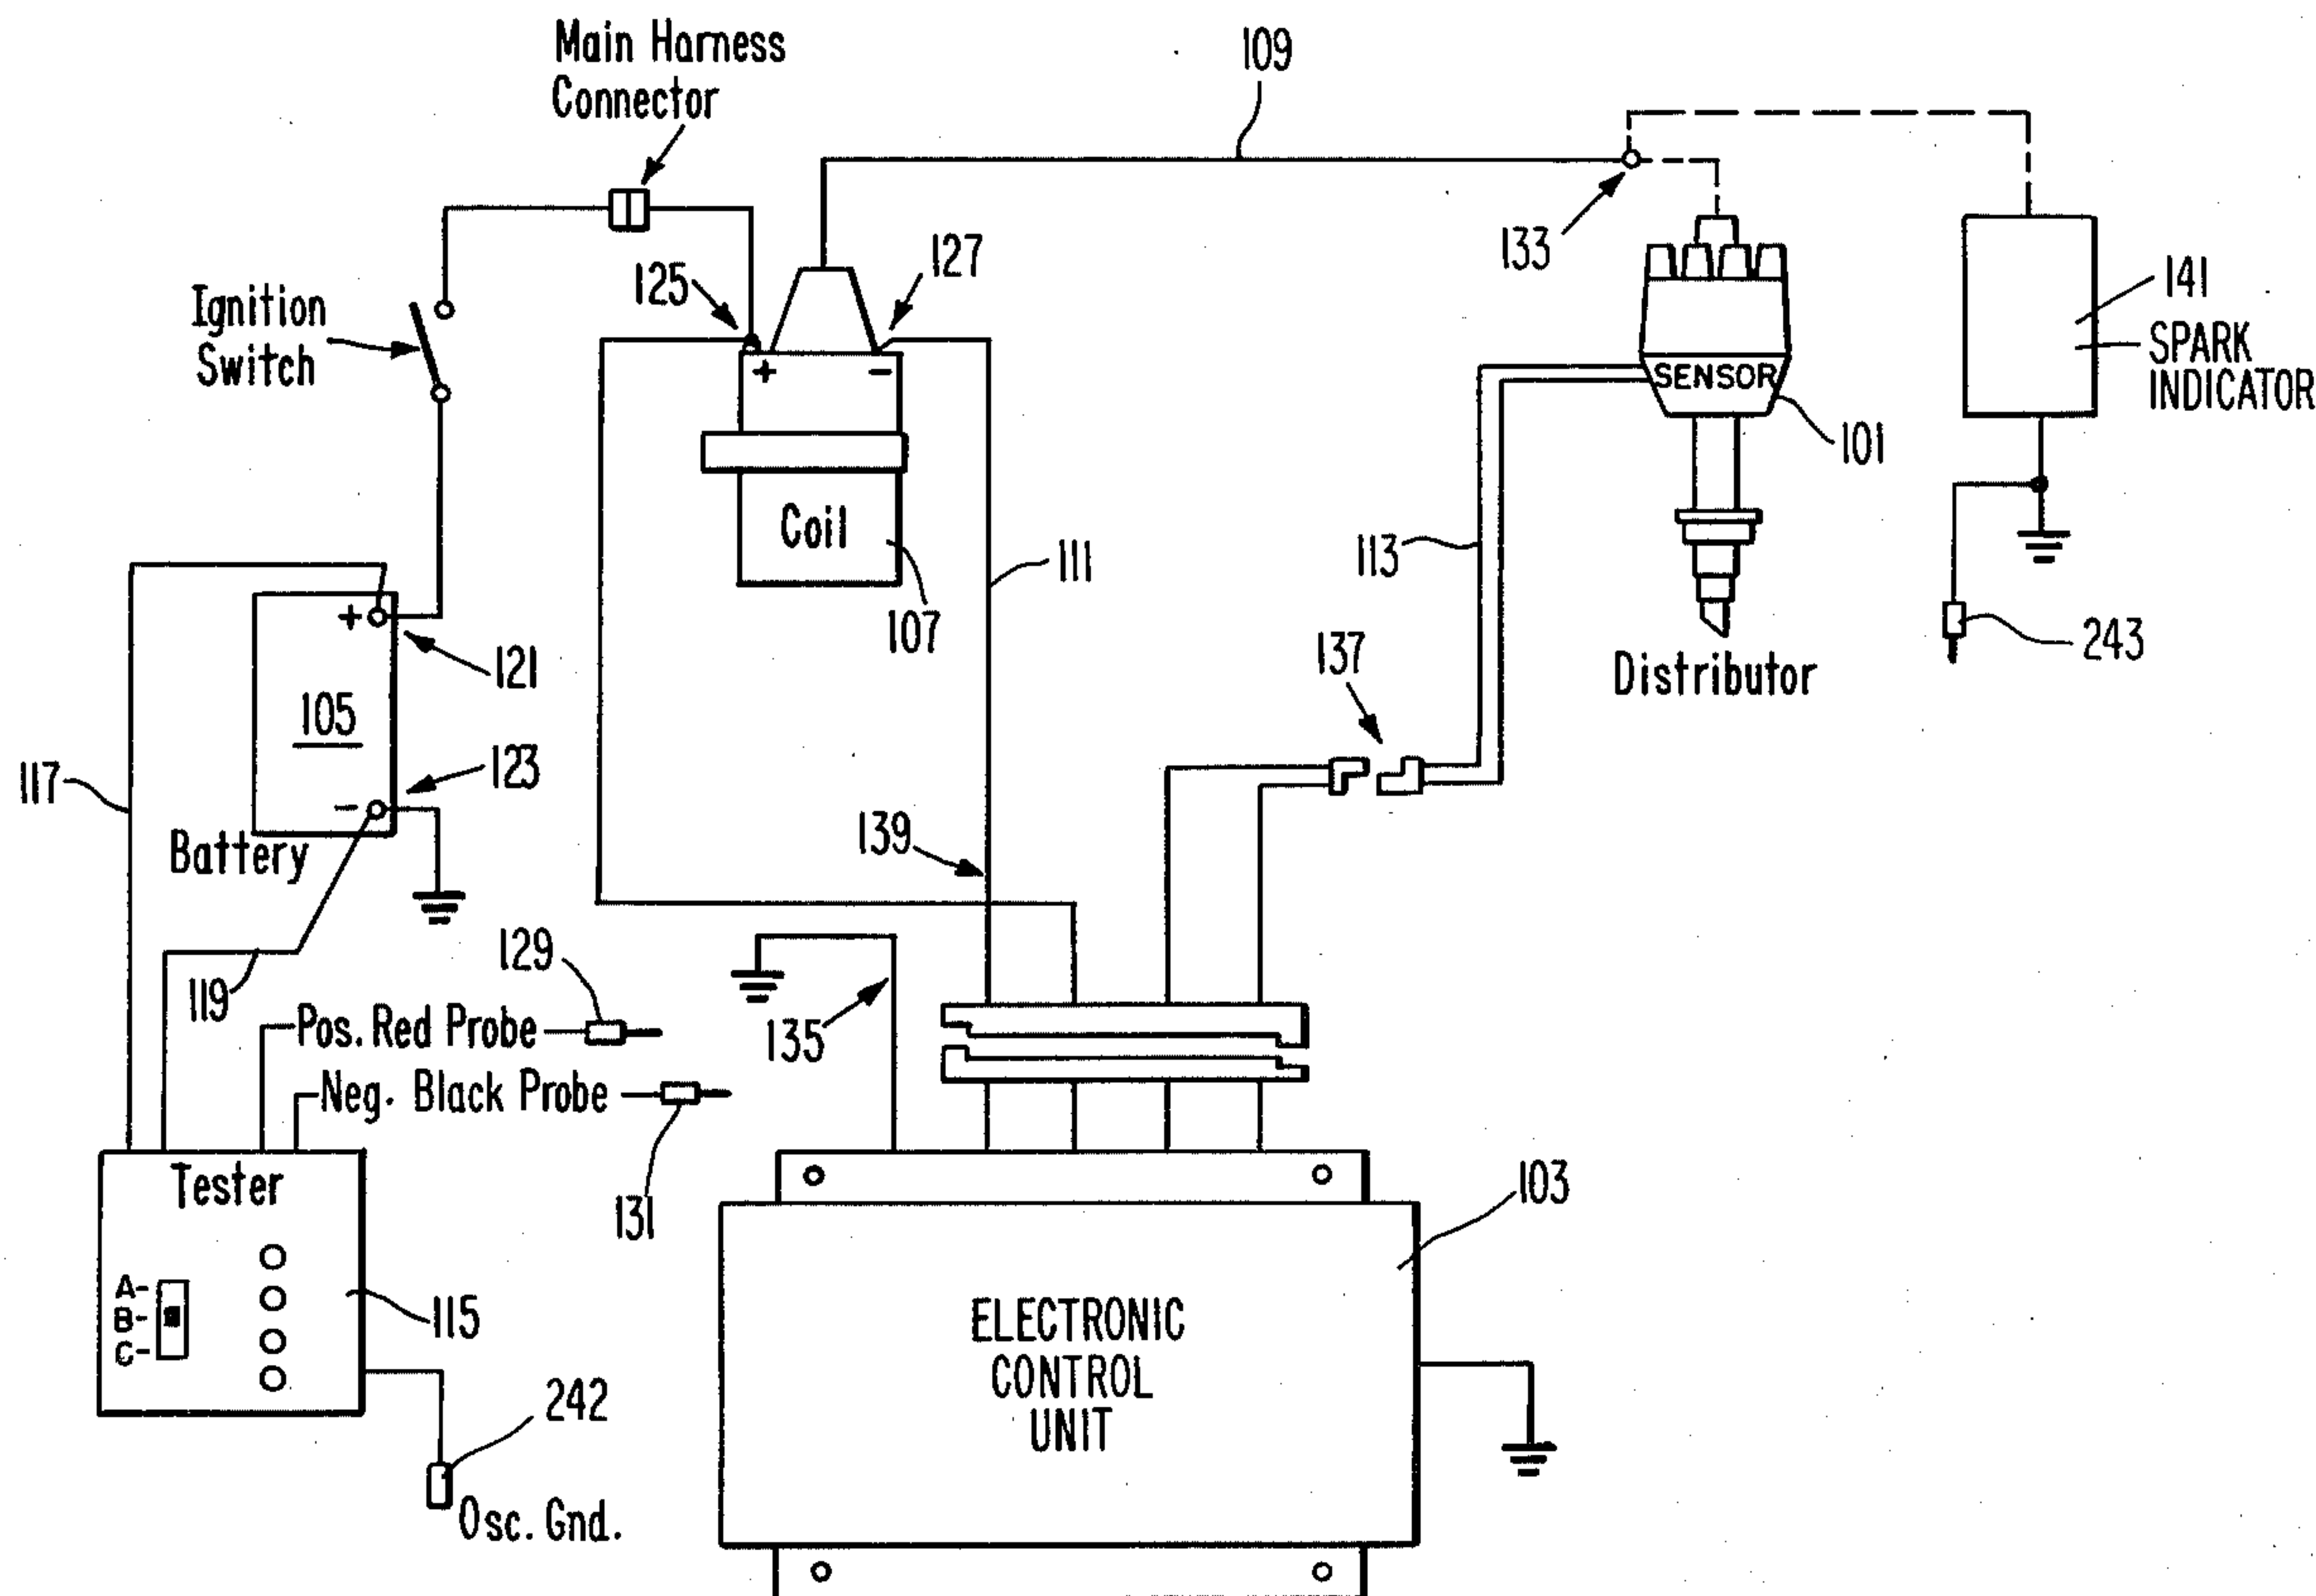 Main Harness
Connector
109
133
127
125
Ignition
Switch
141
SPARK
INDICATOR
+ -
SENSOR
101
Coil
113
111
107
243
+
121
137
Distributor
105
123
117
-
139
Battery
129
119
Pos. Red Probe
135
Neg. Black Probe
Tester
131
103
A-
B-
C-
115
ELECTRONIC
CONTROL
UNIT
242
Osc. Gnd.